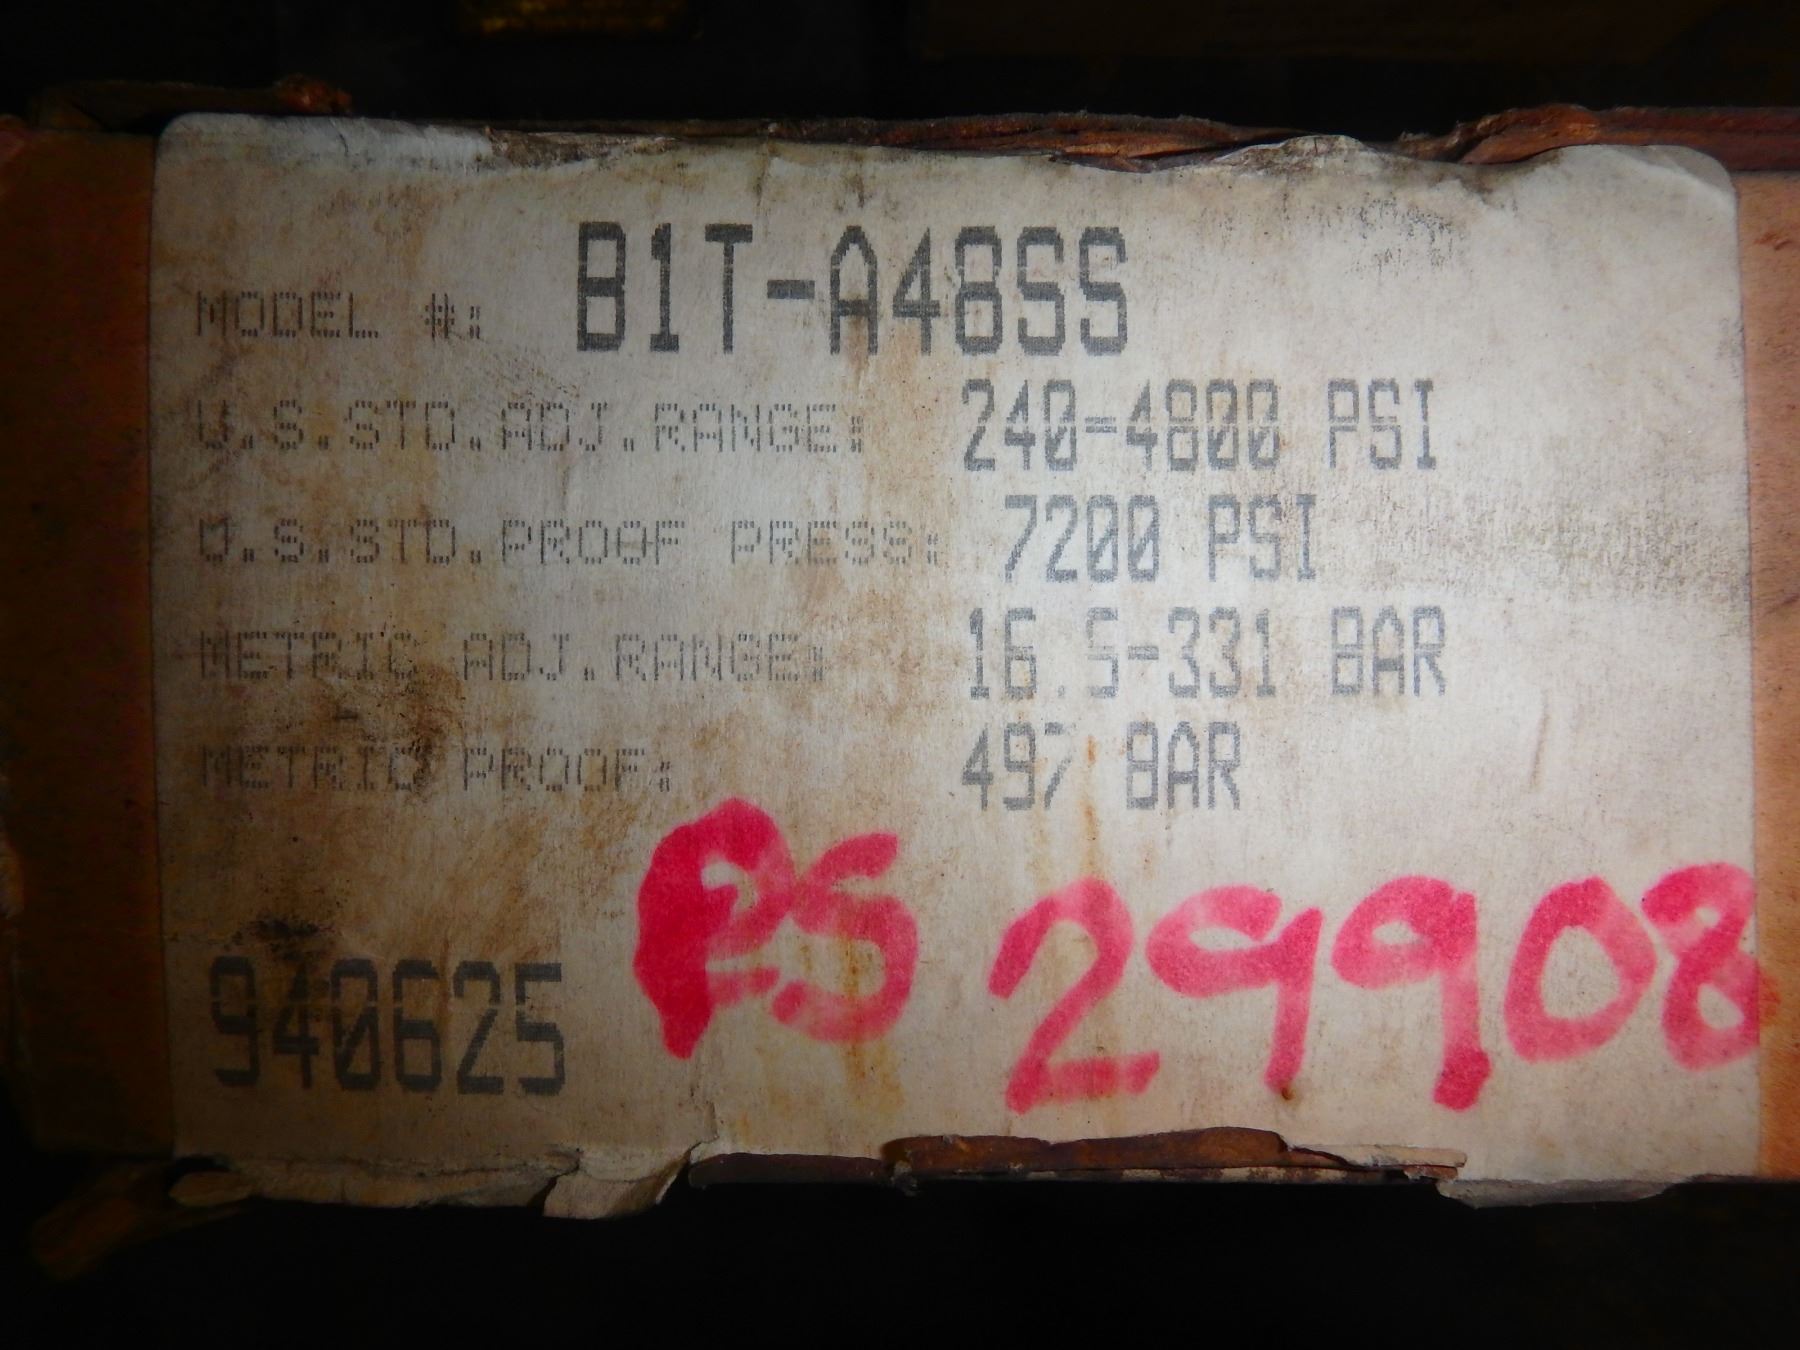 MODEL #: B1T-A48SS
U.S.STD.ADJ.RANGE: 240-4800 PSI
U.S.STD.PROOF PRESS: 7200 PSI
METRIC ADJ.RANGE: 16.5-331 BAR
METRIC PROOF: 497 BAR
PS 29908
940625